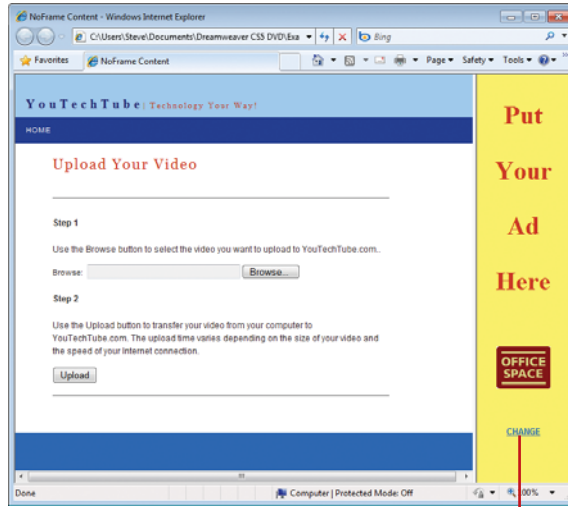 NoFrame Content - Windows Internet Explorer
C:\Users\Steve\Documents\Dreamweaver CS5 DVD\Exa
Bing
Favorites
NoFrame Content
Page
Safety
Tools
YouTechTube| Technology Your Way!
HOME
Upload Your Video
Step 1
Use the Browse button to select the video you want to upload to YouTechTube.com..
Browse:
Browse...
Step 2
Use the Upload button to transfer your video from your computer to
YouTechTube.com. The upload time varies depending on the size of your video and
the speed of your Internet connection.
Upload
Put
Your
Ad
Here
OFFICE
SPACE
CHANGE
Done
Computer | Protected Mode: Off